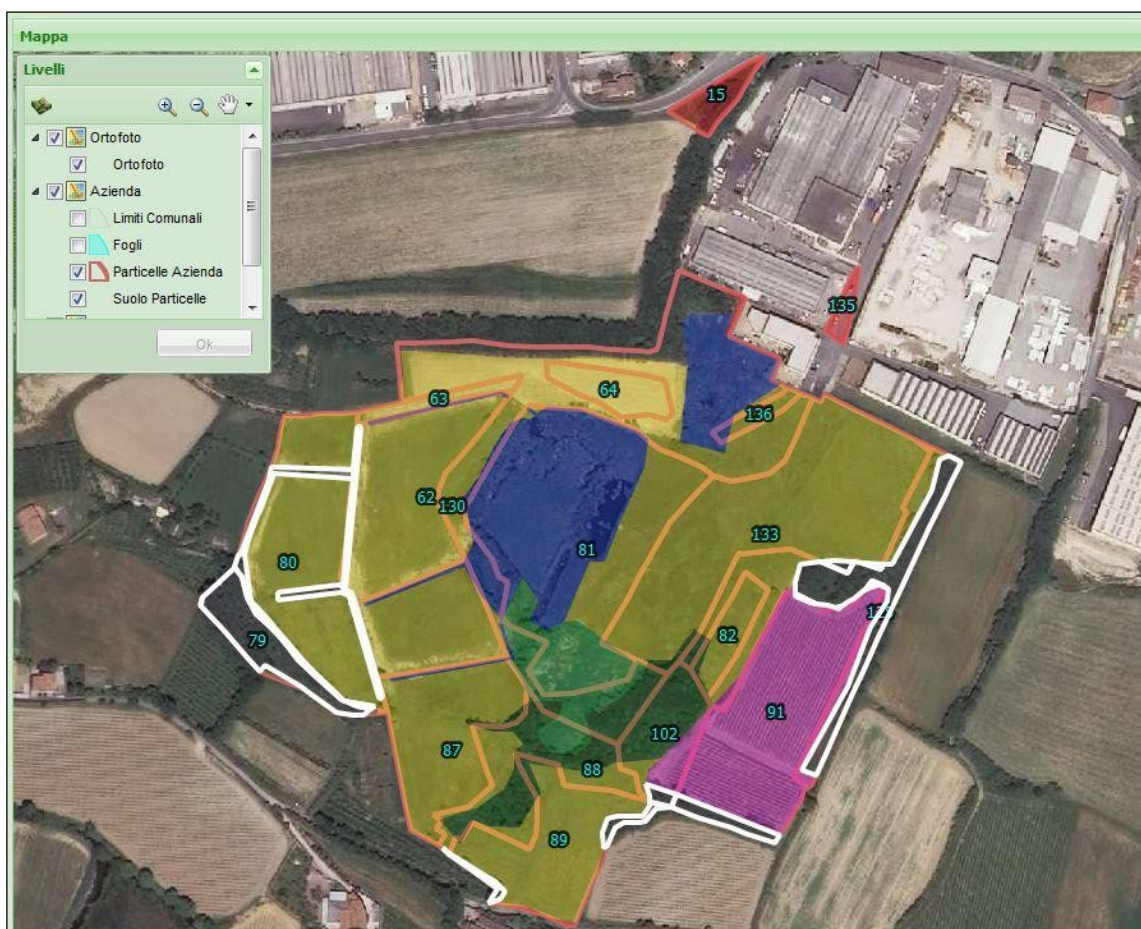 Mappa
Livelli
Ortofoto
Ortofoto
Azienda
Limiti Comunali
Fogli
Particelle Azienda
Suolo Particelle
Ok
15
135
64
63
136
62
130
81
133
80
82
79
91
102
87
88
89